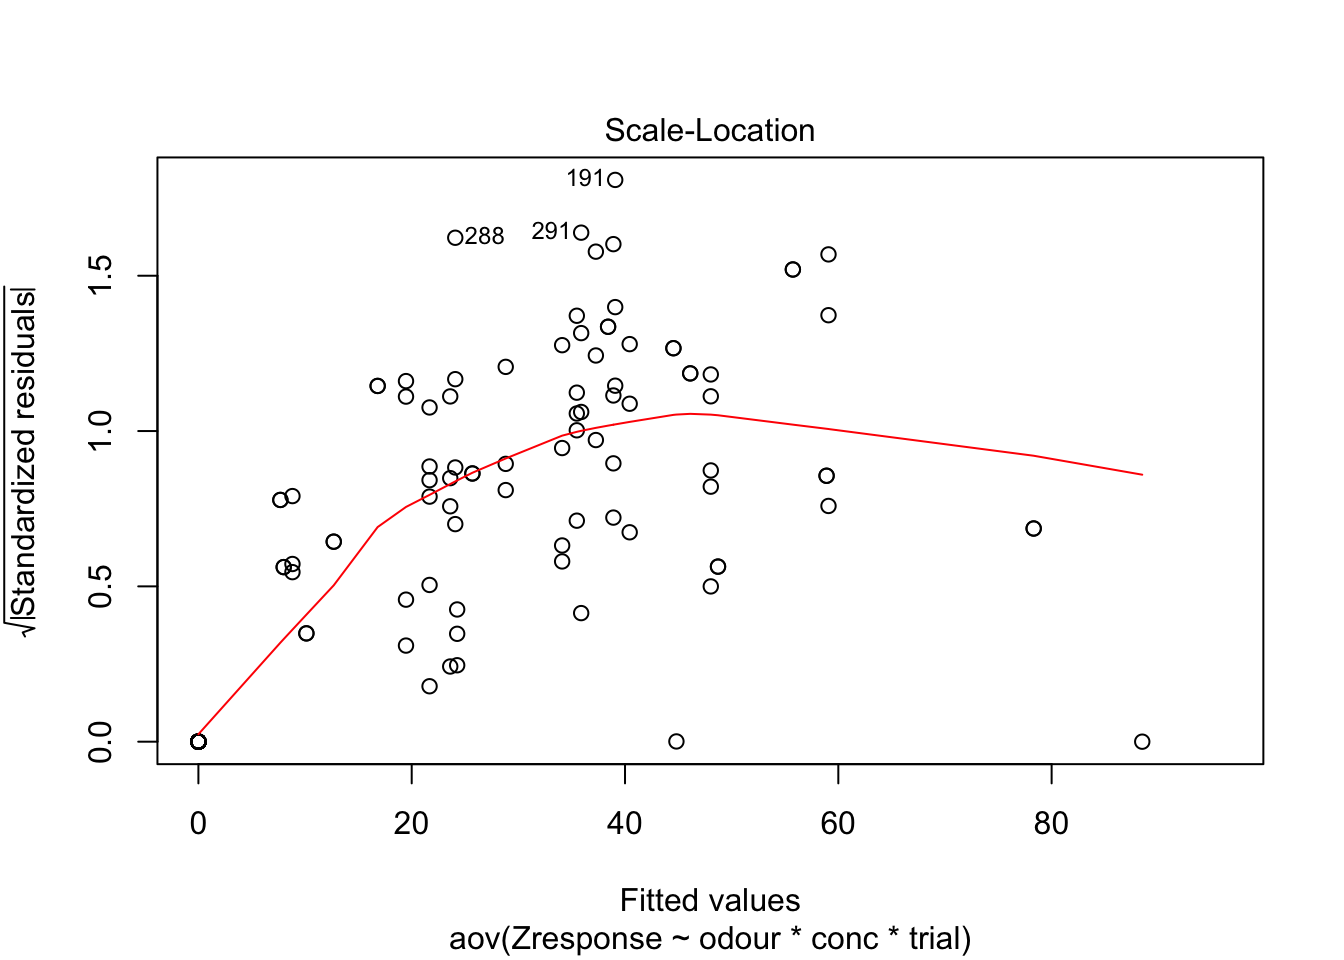 Scale-Location
√|Standardized residuals|
1.5
1.0
0.5
0.0
191
291
288
0 20 40 60 80
Fitted values
aov(Zresponse ~ odour * conc * trial)